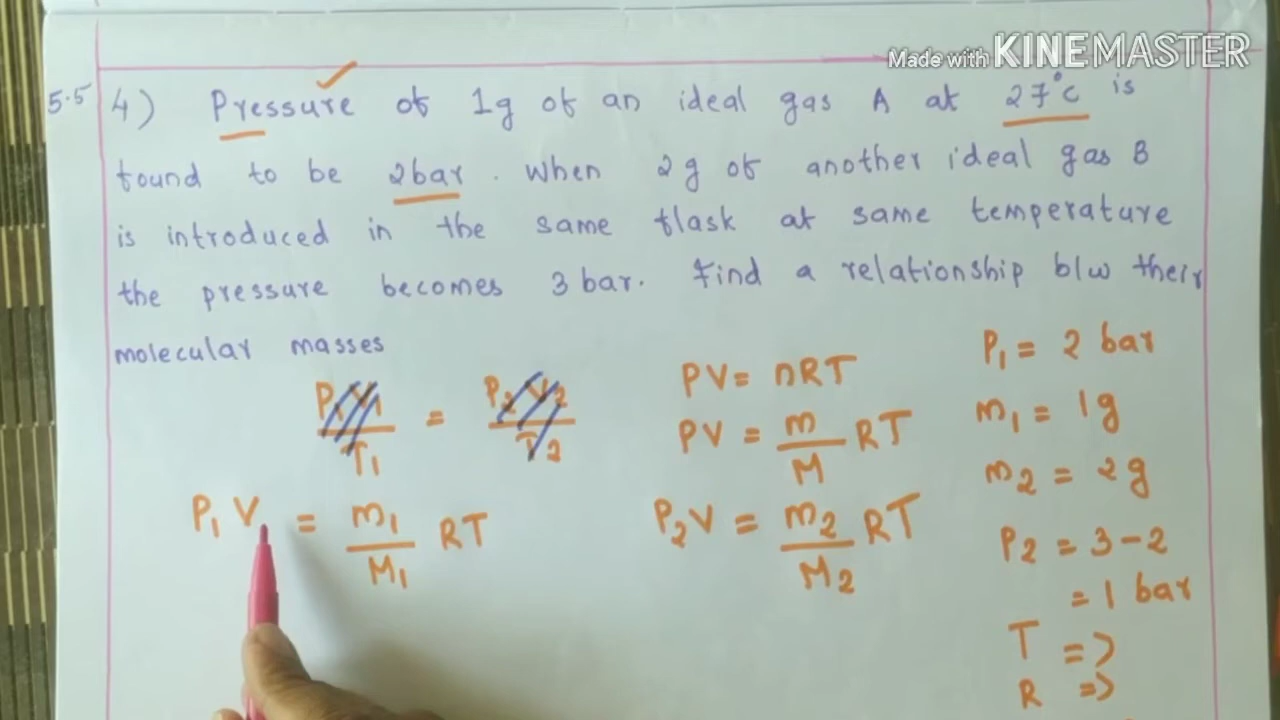 Made with KINEMASTER
5.5 4) Pressure of 1g of an ideal gas A at 27°c is
found to be 2bar. When 2g of another ideal gas B
is introduced in the same flask at same temperature
the pressure becomes 3 bar. Find a relationship b/w their
molecular masses
P₁V₁/T₁ = P₂V₂/T₂
P₁V = m₁/M₁ RT
PV = nRT
PV = m/M RT
P₂V = m₂/M₂ RT
P₁ = 2 bar
m₁ = 1g
m₂ = 2g
P₂ = 3-2
= 1 bar
T =>
R =>